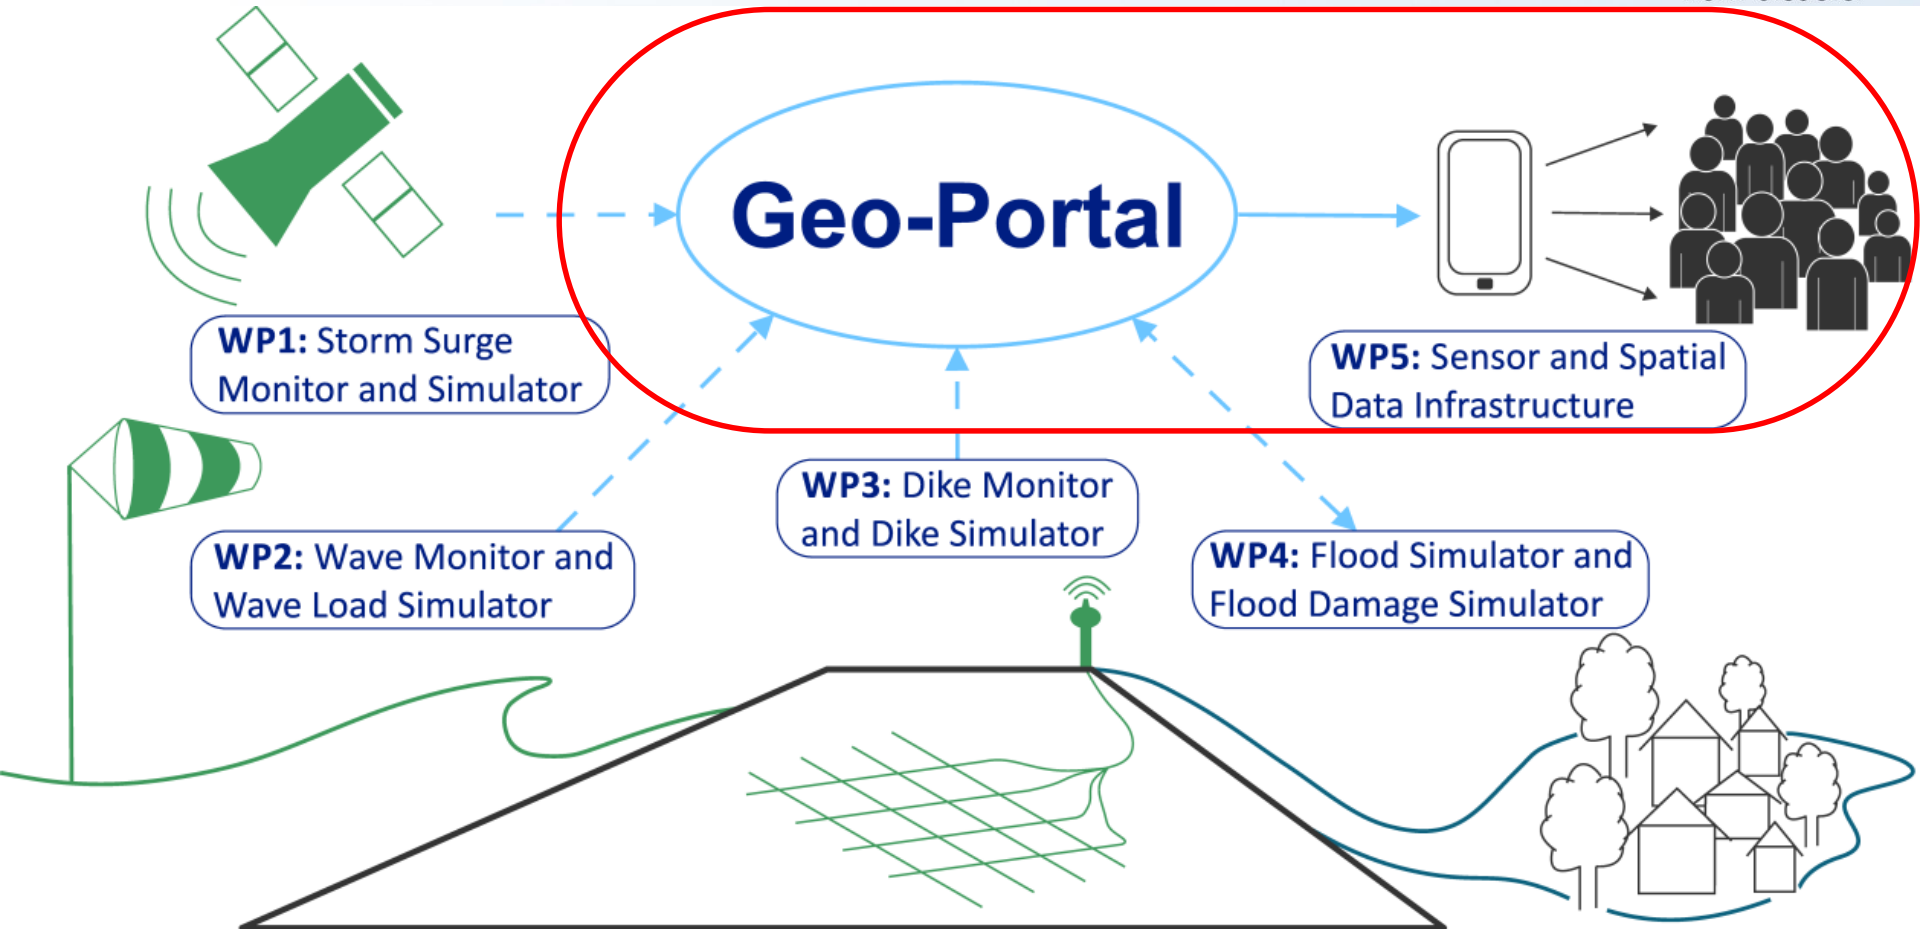 Geo-Portal
WP1: Storm Surge
Monitor and Simulator
WP5: Sensor and Spatial
Data Infrastructure
WP3: Dike Monitor
and Dike Simulator
WP2: Wave Monitor and
Wave Load Simulator
WP4: Flood Simulator and
Flood Damage Simulator